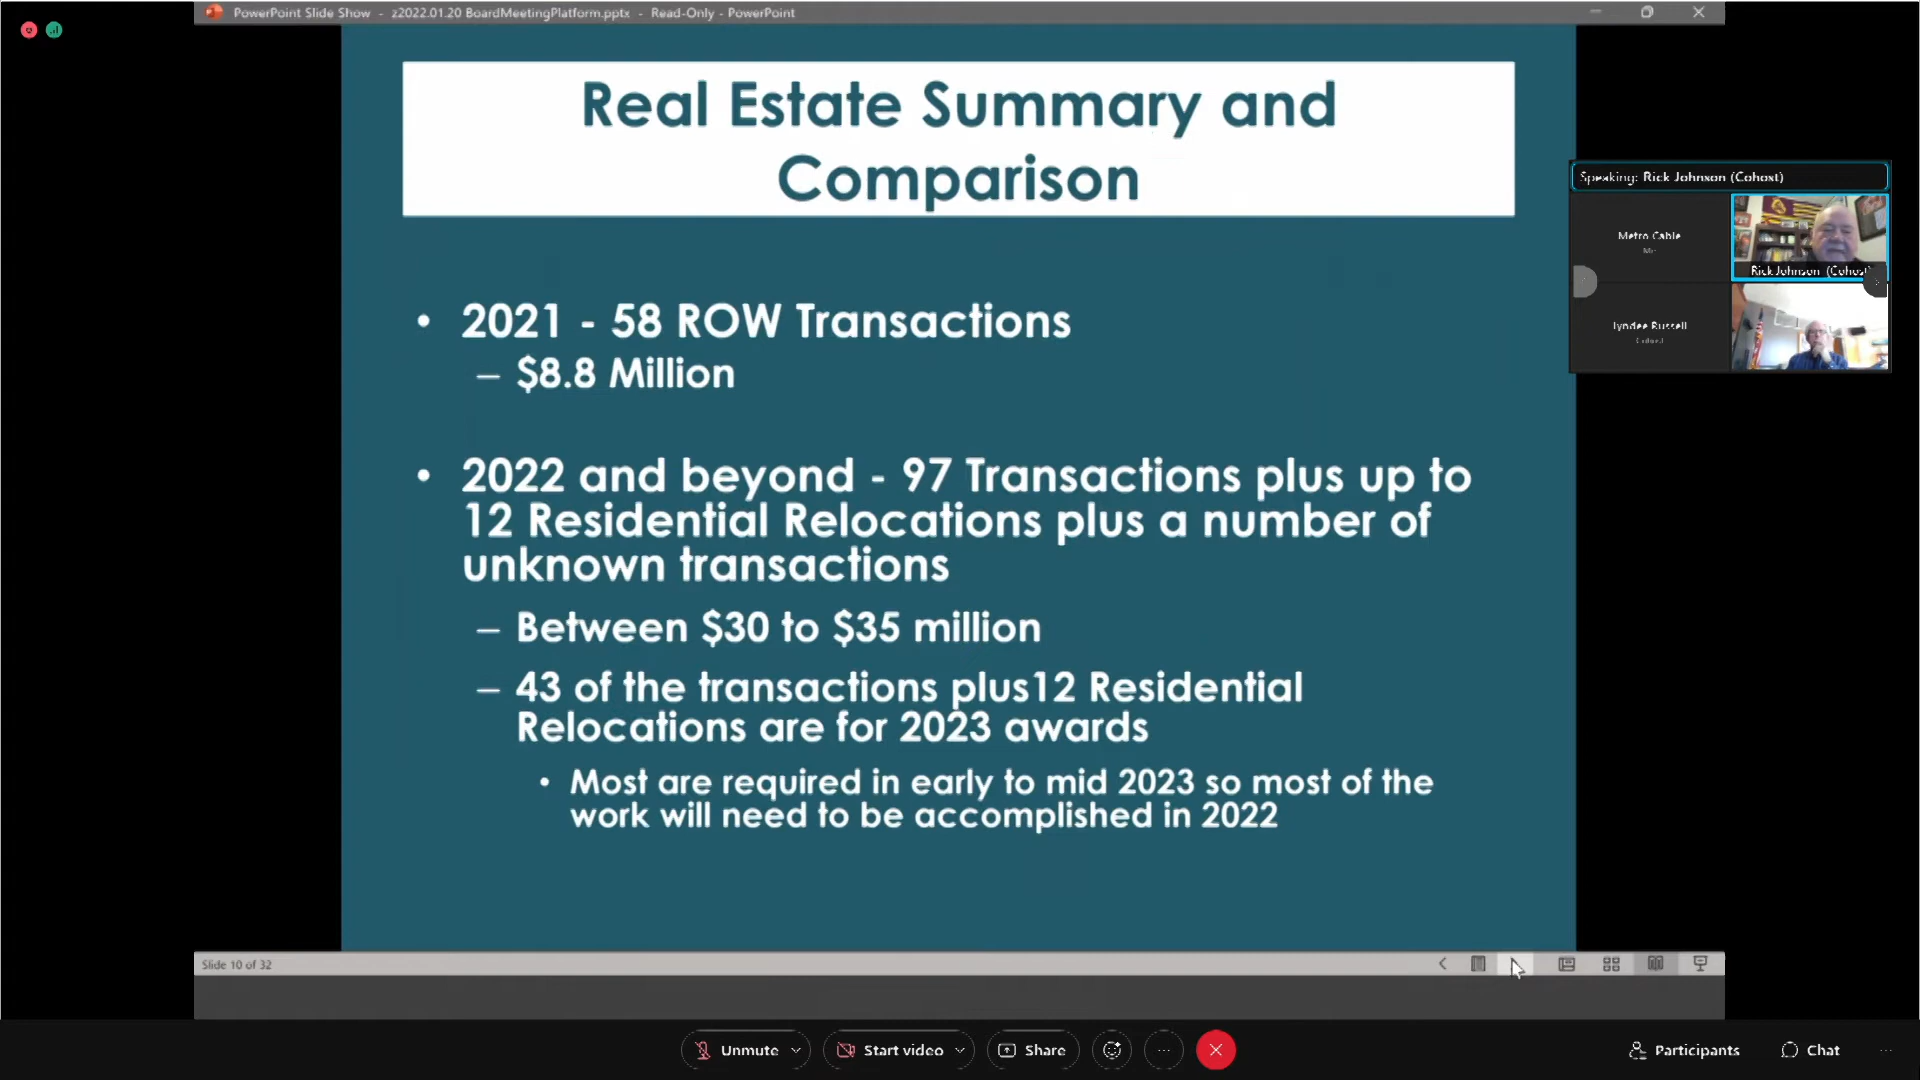 PowerPoint Slide Show - z2022.01.20 BoardMeetingPlatform.pptx - Read-Only - PowerPoint
Real Estate Summary and
Comparison
Speaking: Rick Johnson (Cohost)
Metro Cable
Rick Johnson (Cohost)
Lyndee Russell
Cohost
• 2021 - 58 ROW Transactions
– $8.8 Million
• 2022 and beyond - 97 Transactions plus up to
12 Residential Relocations plus a number of
unknown transactions
– Between $30 to $35 million
– 43 of the transactions plus12 Residential
Relocations are for 2023 awards
• Most are required in early to mid 2023 so most of the
work will need to be accomplished in 2022
Slide 10 of 32
Unmute
Start video
Share
Participants
Chat